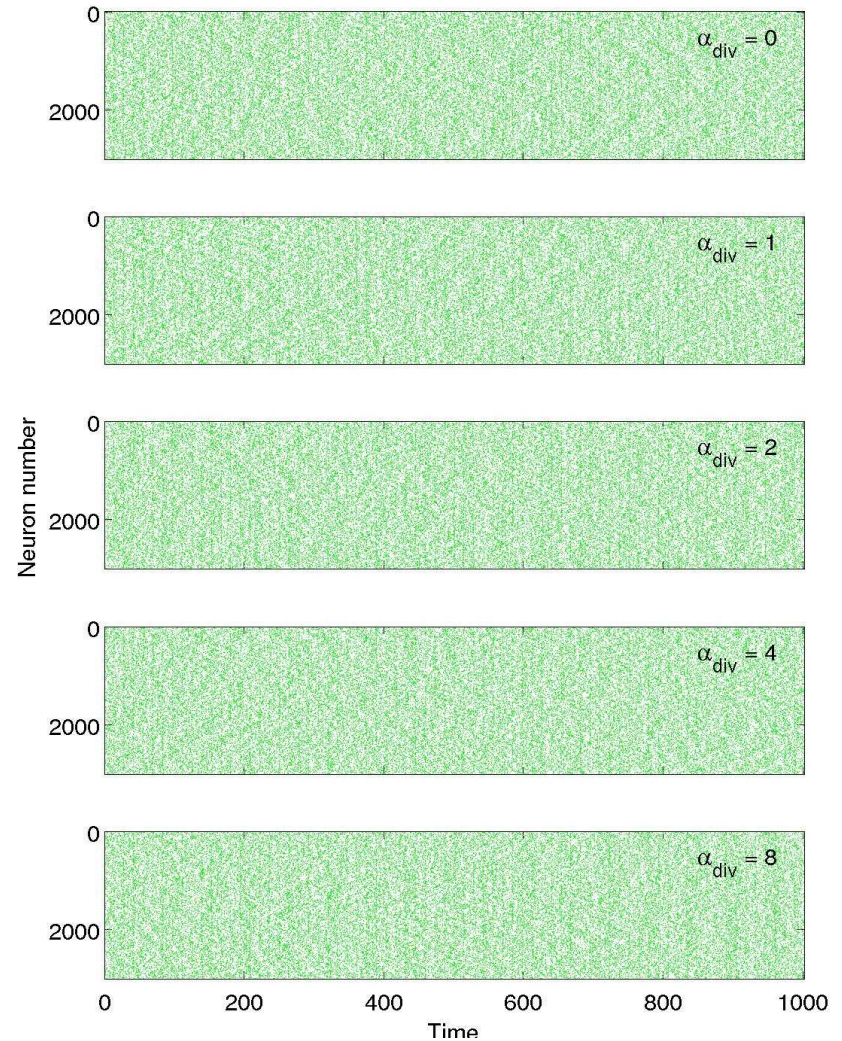 0
α_div = 0
2000
0
α_div = 1
2000
Neuron number
0
α_div = 2
2000
0
α_div = 4
2000
0
α_div = 8
2000
0 200 400 600 800 1000
Time